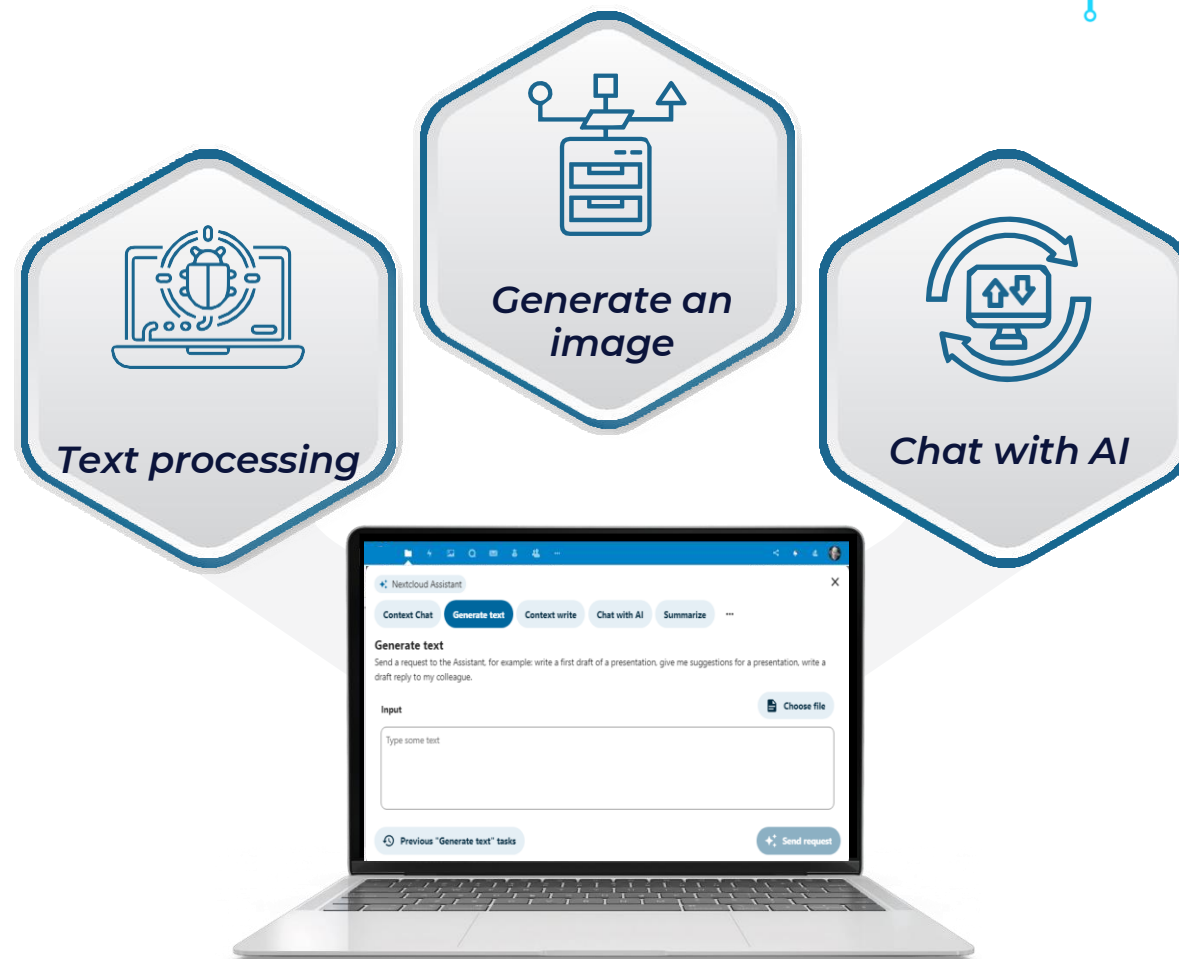 Generate an
image
Text processing
Chat with AI
Nextcloud Assistant
Context Chat
Generate text
Context write
Chat with AI
Summarize
Generate text
Send a request to the Assistant, for example: write a first draft of a presentation, give me suggestions for a presentation, write a
draft reply to my colleague.
Input
Choose file
Type some text
Previous "Generate text" tasks
Send request